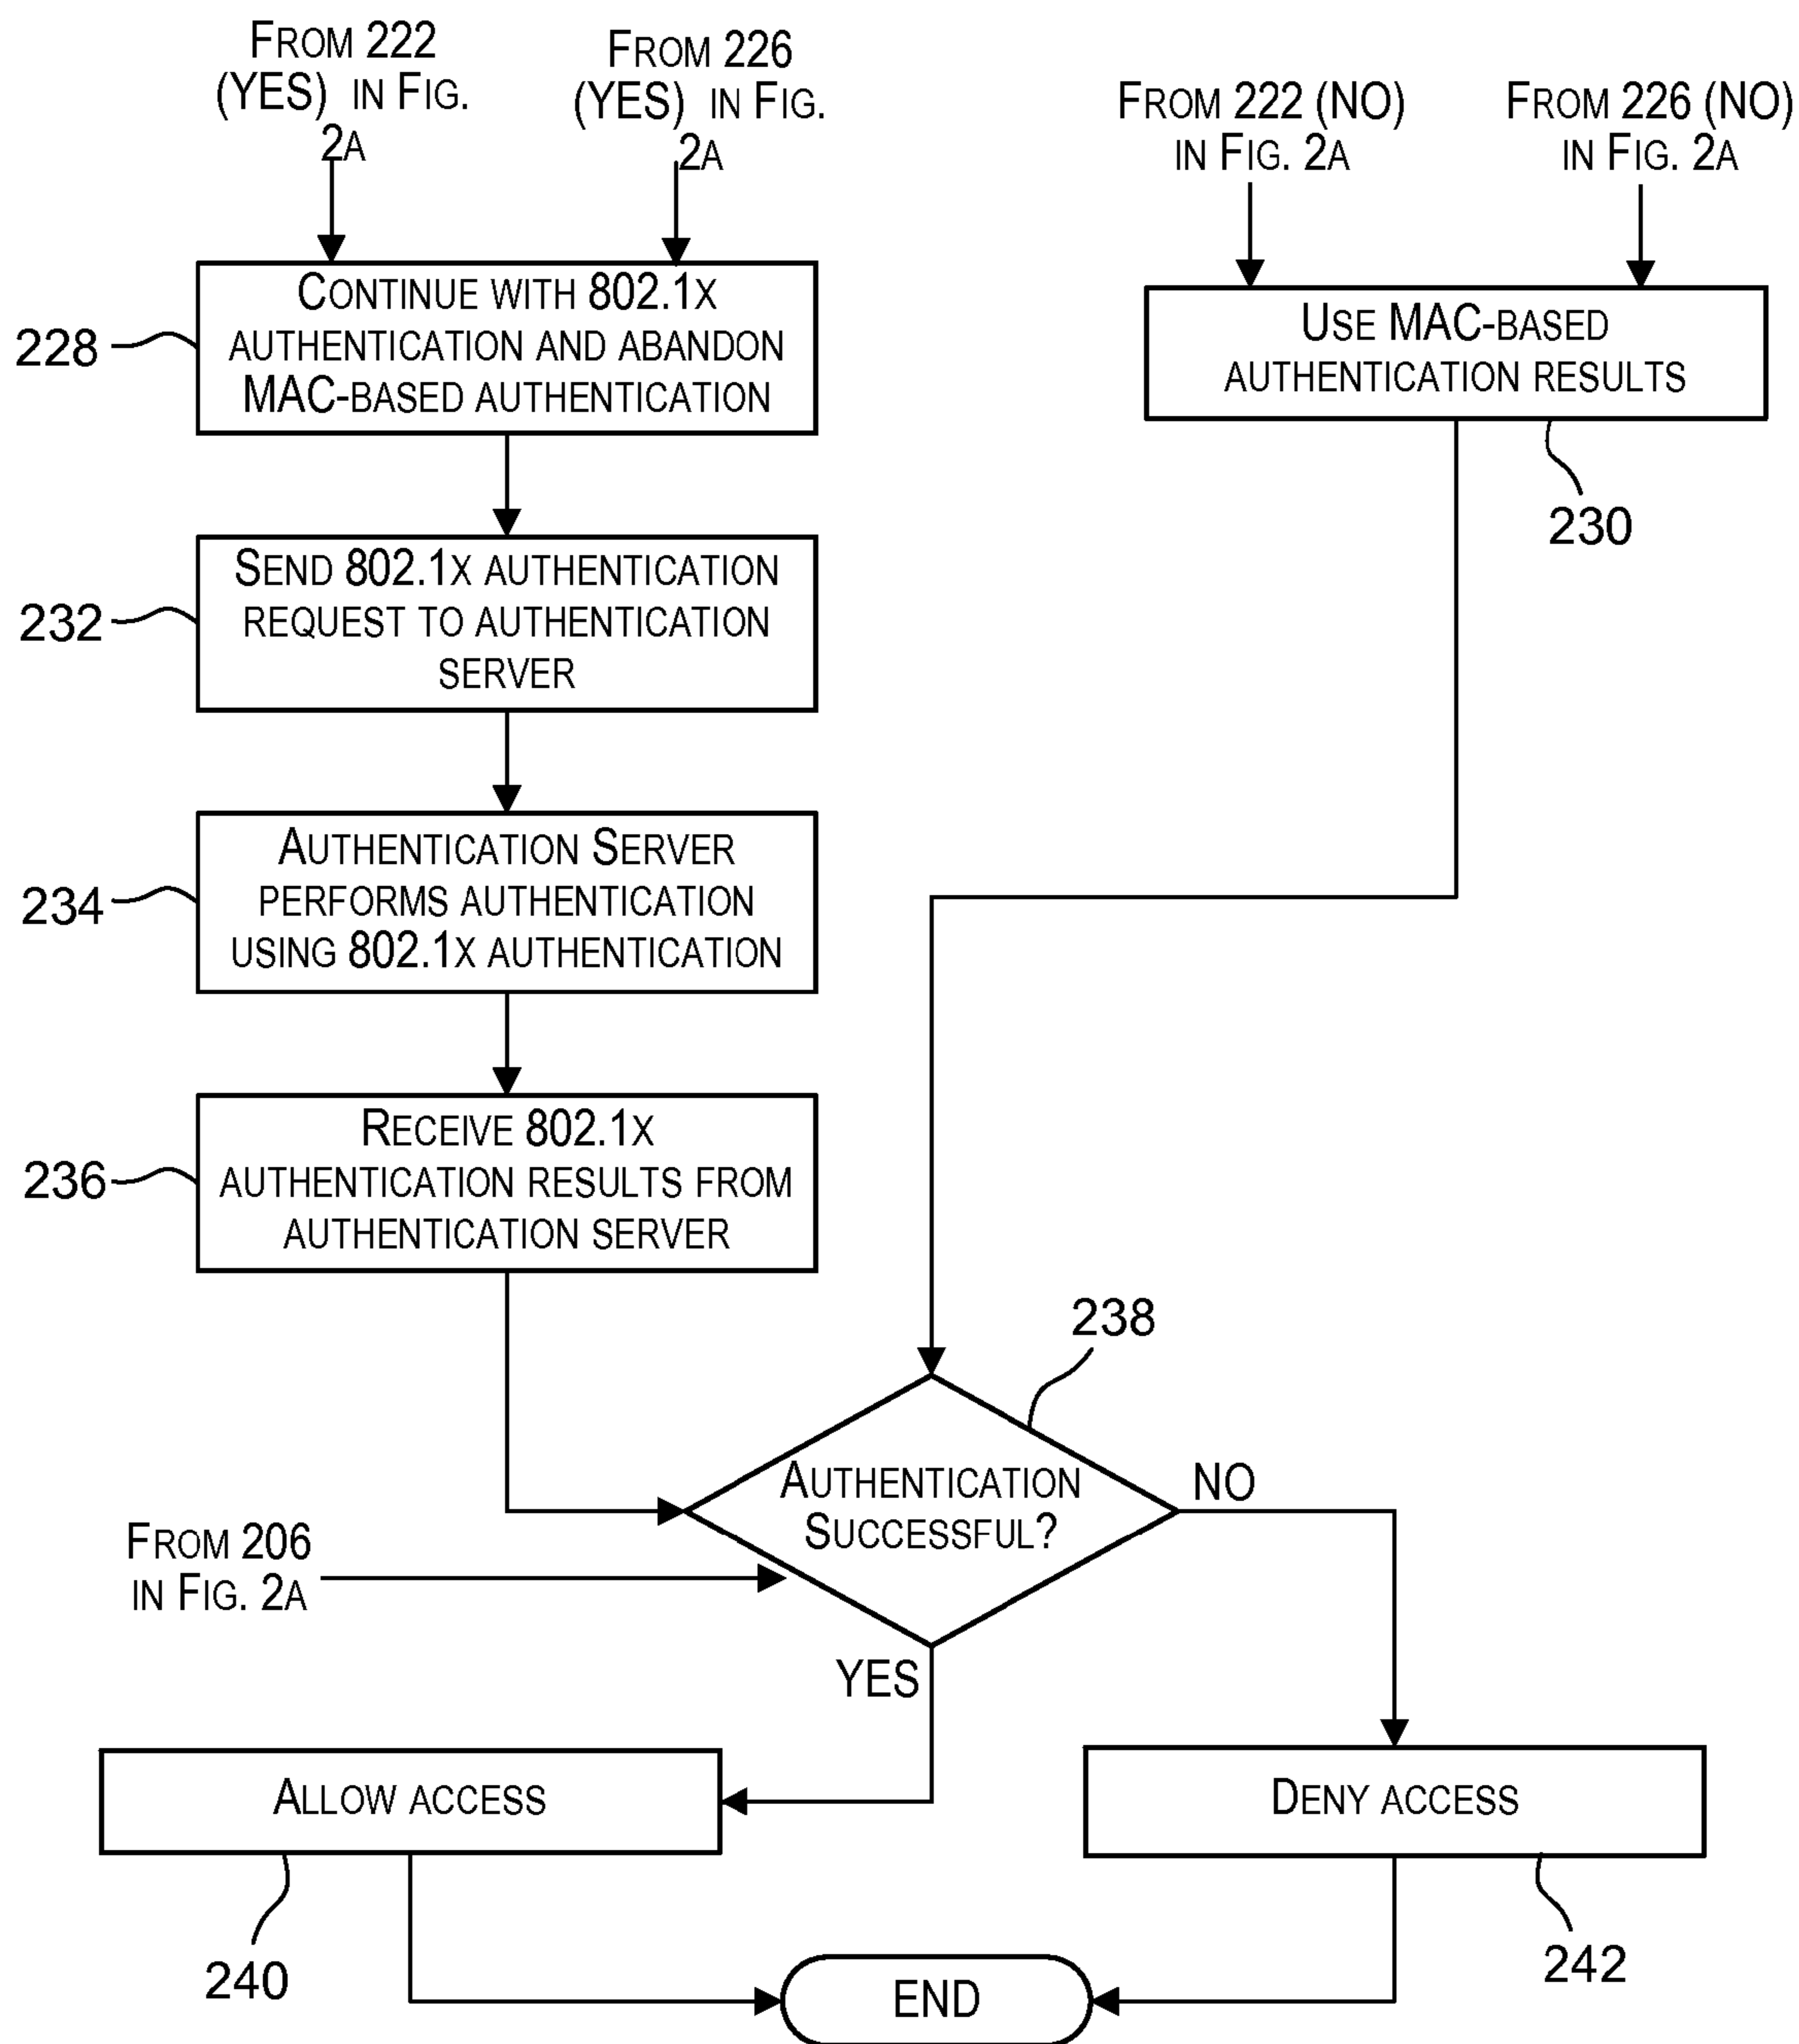 From 222
(YES) in Fig.
2A
From 226
(YES) in Fig.
2A
From 222 (NO)
in Fig. 2A
From 226 (NO)
in Fig. 2A
Continue with 802.1x
authentication and abandon
MAC-based authentication
228
Use MAC-based
authentication results
230
Send 802.1x authentication
request to authentication
server
232
Authentication Server
performs authentication
using 802.1x authentication
234
Receive 802.1x
authentication results from
authentication server
236
238
Authentication
Successful?
NO
From 206
in Fig. 2A
YES
Allow access
Deny access
240
242
END